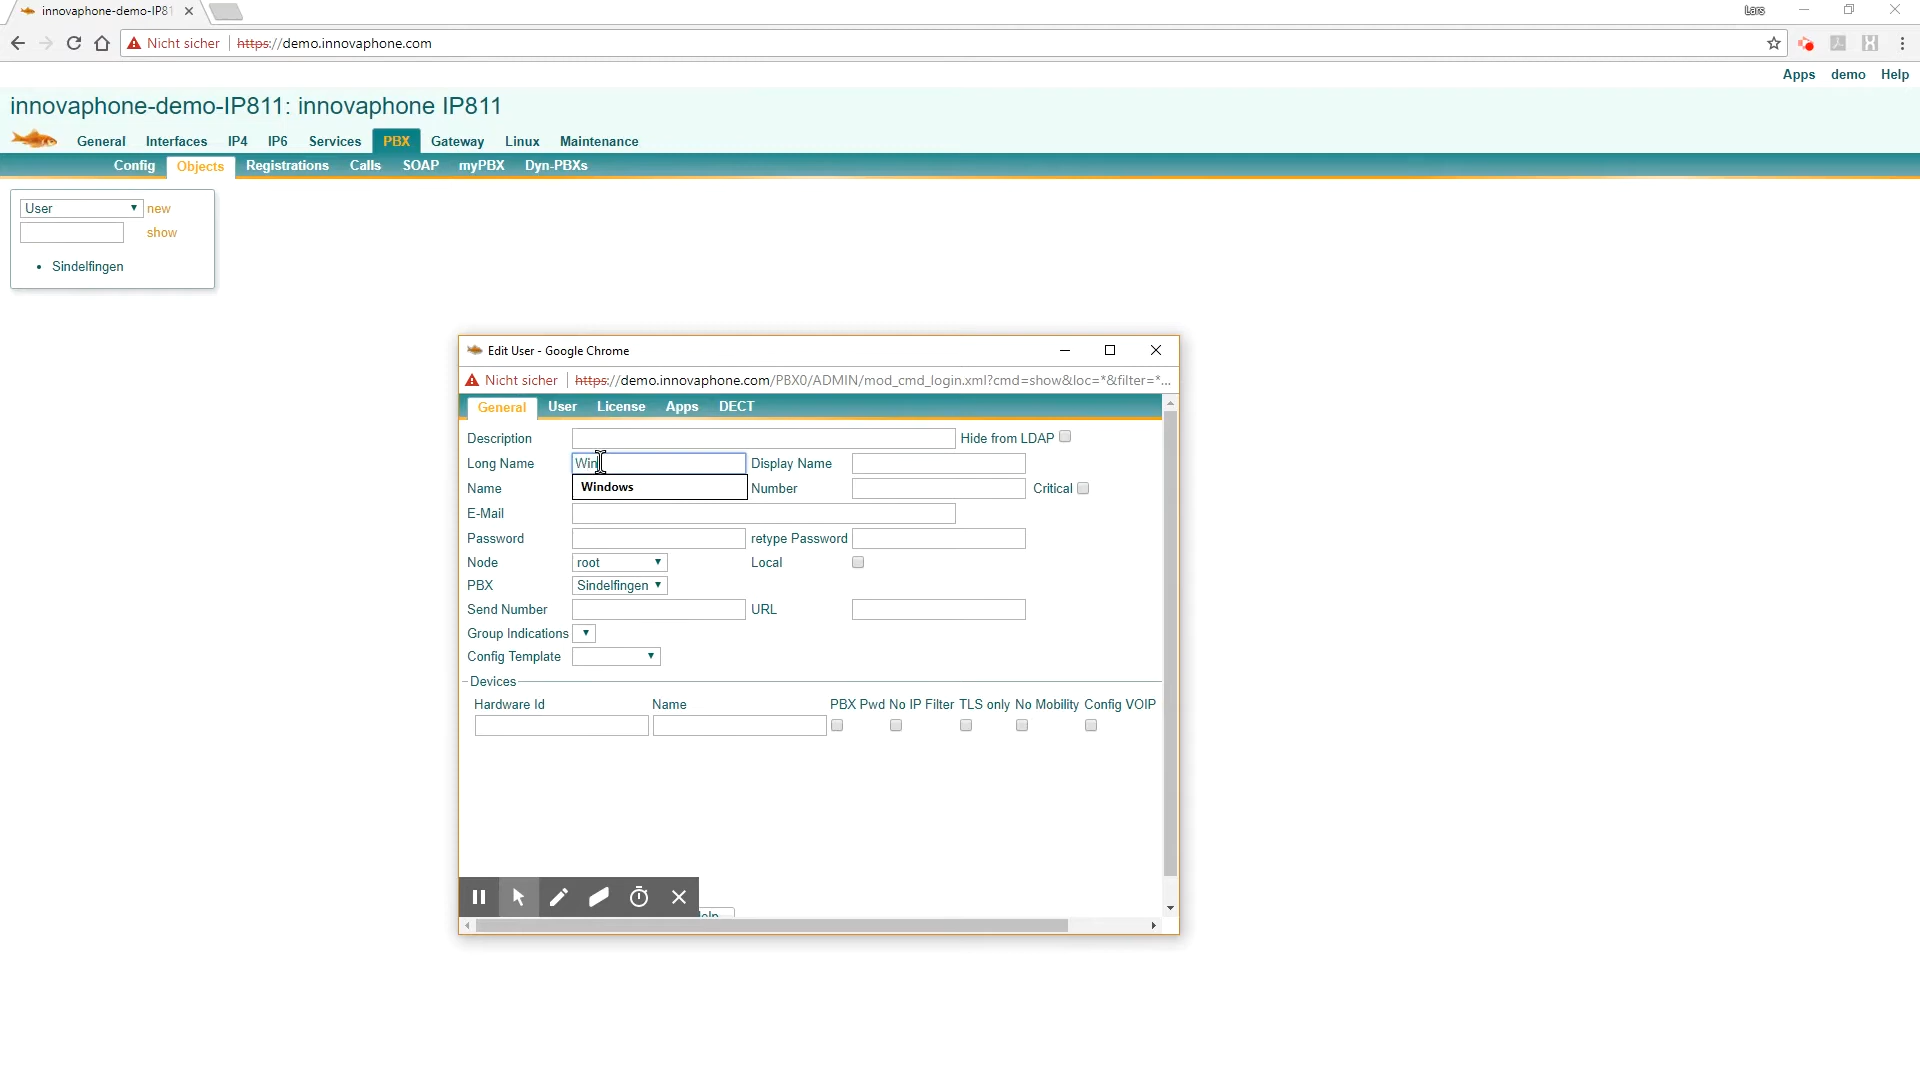 innovaphone-demo-IP81
Lars
Nicht sicher https://demo.innovaphone.com
Apps demo Help
innovaphone-demo-IP811: innovaphone IP811
General Interfaces IP4 IP6 Services PBX Gateway Linux Maintenance
Config Objects Registrations Calls SOAP myPBX Dyn-PBXs
User new
show
• Sindelfingen
Edit User - Google Chrome
Nicht sicher https://demo.innovaphone.com/PBX0/ADMIN/mod_cmd_login.xml?cmd=show&loc=*&filter=*...
General User License Apps DECT
Description Hide from LDAP
Long Name Win Display Name
Name Windows Number Critical
E-Mail
Password retype Password
Node root Local
PBX Sindelfingen
Send Number URL
Group Indications
Config Template
Devices
Hardware Id Name PBX Pwd No IP Filter TLS only No Mobility Config VOIP